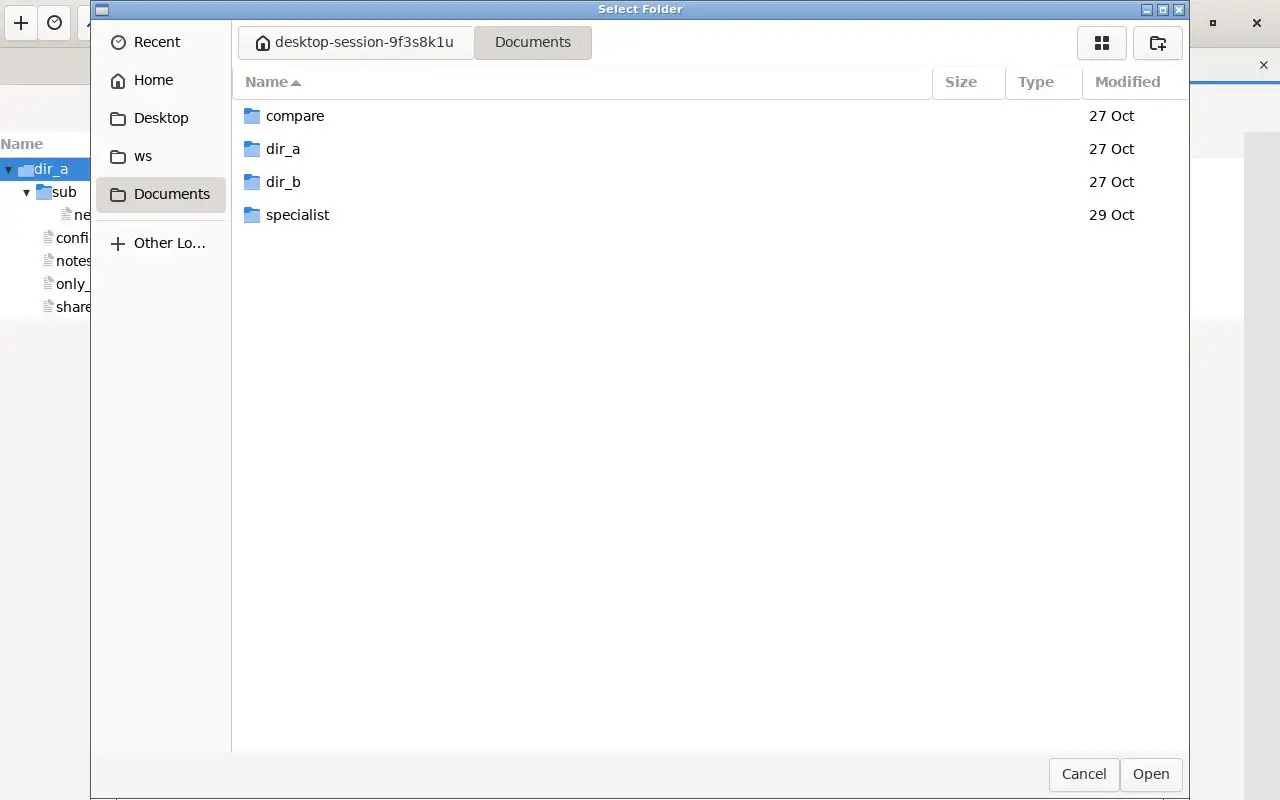 Select Folder
Recent
Home
Desktop
ws
Documents
Other Lo...
desktop-session-9f3s8k1u
Documents
Name
Size
Type
Modified
compare
27 Oct
dir_a
27 Oct
dir_b
27 Oct
specialist
29 Oct
Cancel
Open
Name
dir_a
sub
ne
confi
notes
only_
share